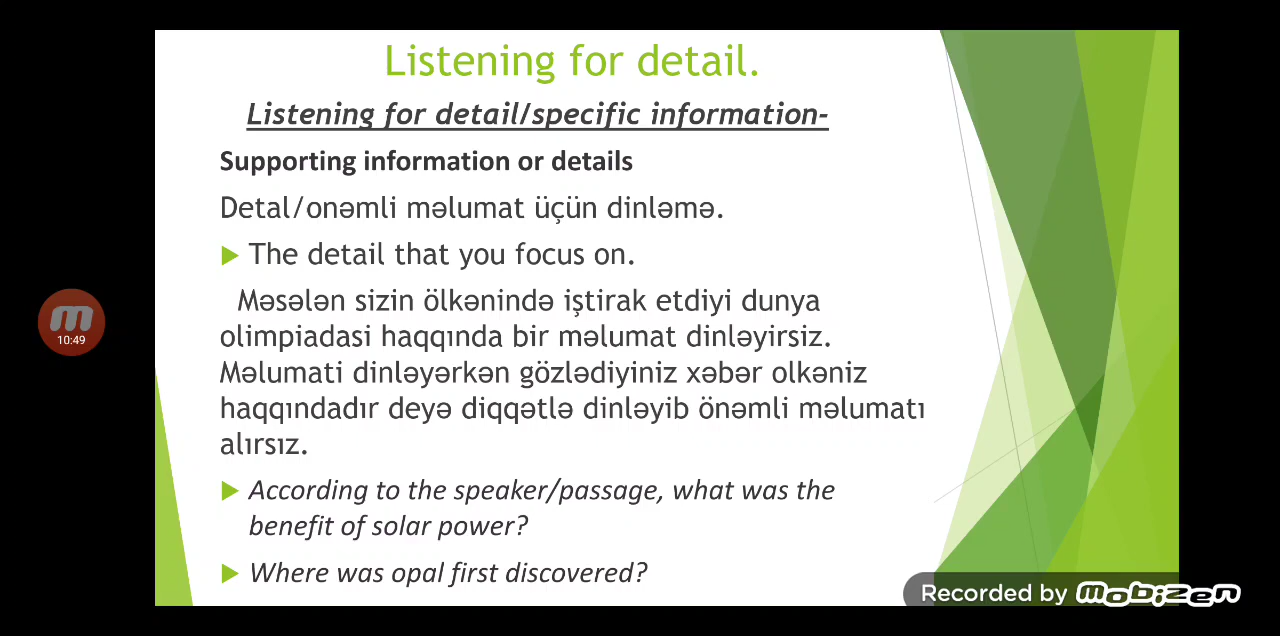 Listening for detail.
Listening for detail/specific information-
Supporting information or details
Detal/onəmli məlumat üçün dinləmə.
The detail that you focus on.
Məsələn sizin ölkənində iştirak etdiyi dunya
olimpiadasi haqqında bir məlumat dinləyirsiz.
Məlumati dinləyərkən gözlədiyiniz xəbər olkəniz
haqqındadır deyə diqqətlə dinləyib önəmli məlumatı
alırsız.
According to the speaker/passage, what was the
benefit of solar power?
Where was opal first discovered?
m
10:49
Recorded by mobizen